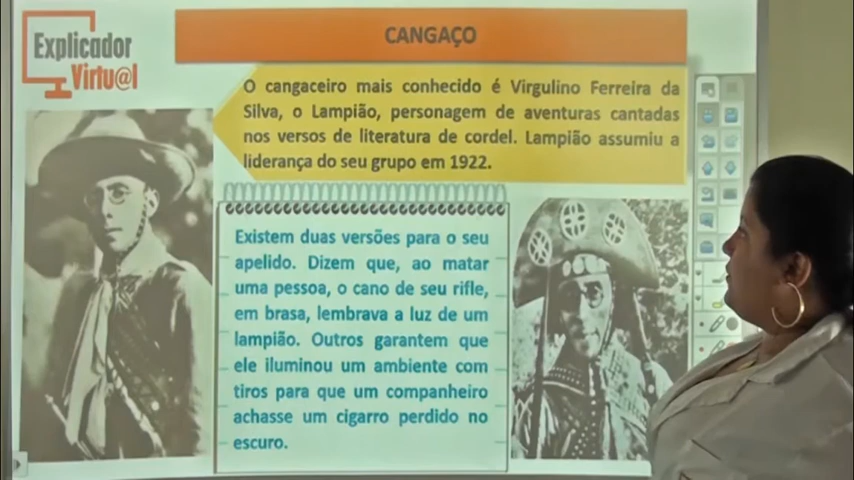 Explicador
Virtu@l
CANGAÇO
O cangaceiro mais conhecido é Virgulino Ferreira da
Silva, o Lampião, personagem de aventuras cantadas
nos versos de literatura de cordel. Lampião assumiu a
liderança do seu grupo em 1922.
Existem duas versões para o seu
apelido. Dizem que, ao matar
uma pessoa, o cano de seu rifle,
em brasa, lembrava a luz de um
lampião. Outros garantem que
ele iluminou um ambiente com
tiros para que um companheiro
achasse um cigarro perdido no
escuro.